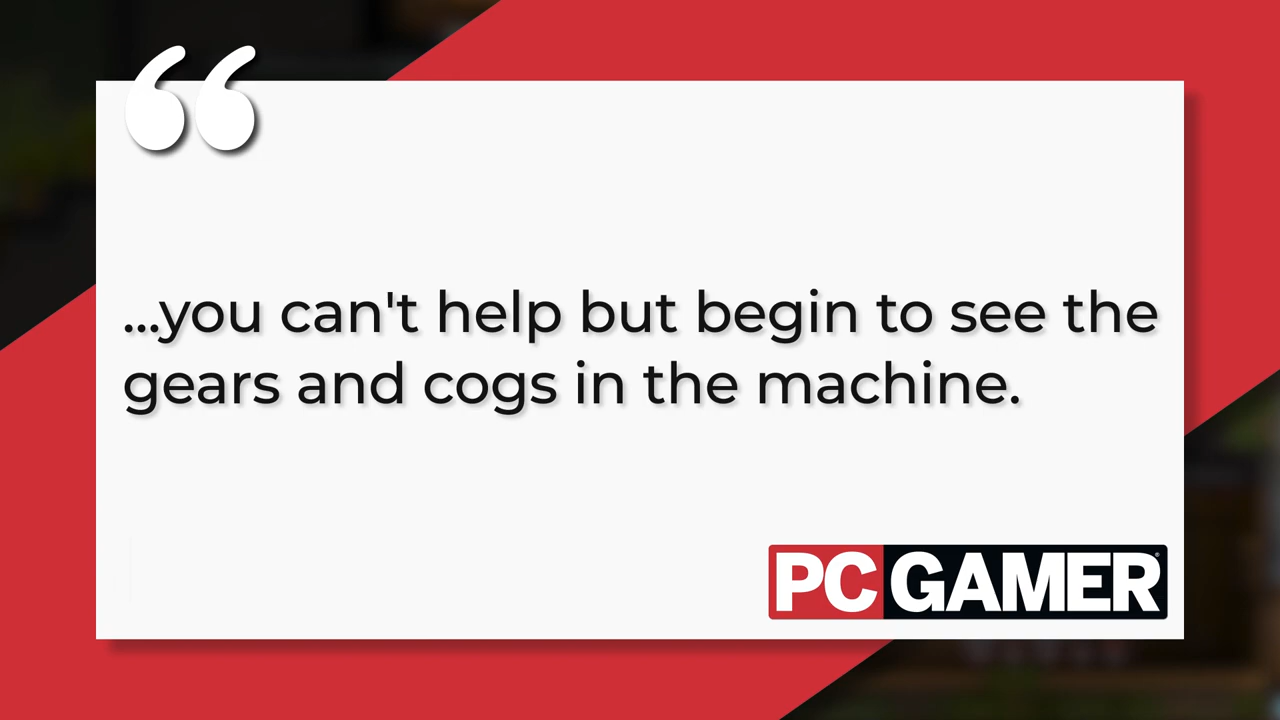 “
...you can't help but begin to see the
gears and cogs in the machine.
PC GAMER®